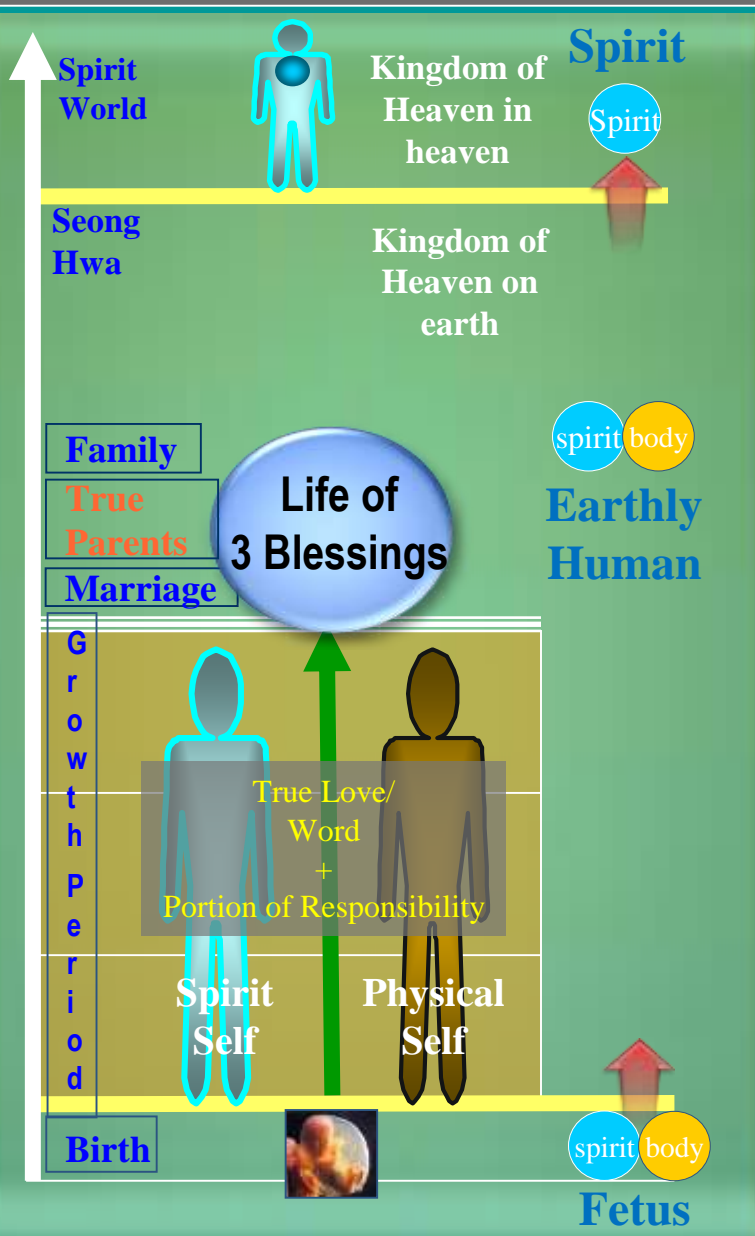 Spirit
World
Kingdom of
Heaven in
heaven
Spirit
Spirit
Seong
Hwa
Kingdom of
Heaven on
earth
Family
True
Parents
Marriage
Life of
3 Blessings
spirit body
Earthly
Human
Growth Period
True Love/
Word
+
Portion of Responsibility
Spirit
Self
Physical
Self
Birth
spirit body
Fetus